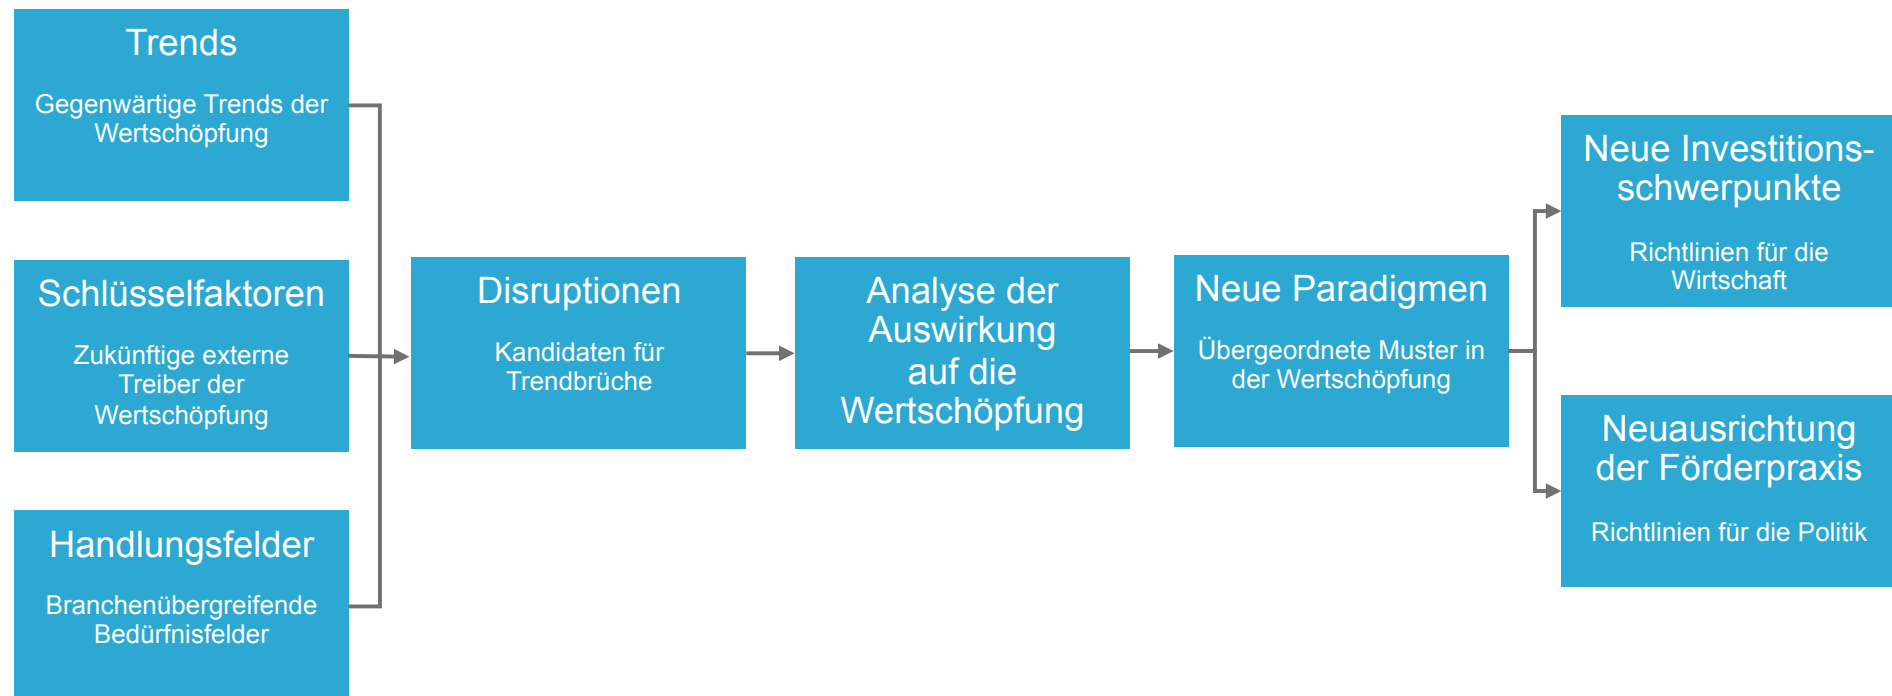 Trends
Gegenwärtige Trends der
Wertschöpfung
Schlüsselfaktoren
Zukünftige externe
Treiber der
Wertschöpfung
Handlungsfelder
Branchenübergreifende
Bedürfnisfelder
Disruptionen
Kandidaten für
Trendbrüche
Analyse der
Auswirkung
auf die
Wertschöpfung
Neue Paradigmen
Übergeordnete Muster in
der Wertschöpfung
Neue Investitions-
schwerpunkte
Richtlinien für die
Wirtschaft
Neuausrichtung
der Förderpraxis
Richtlinien für die Politik